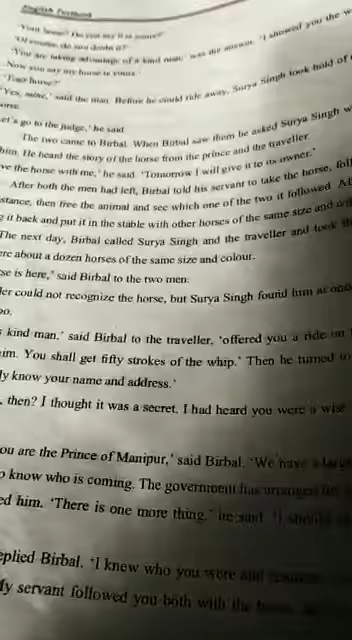 English
'Your horse? Do you say it is yours?'
'Of course, do you doubt it?'
'You are taking advantage of a kind man,' was the answer. 'I showed you the w
Now you say my horse is yours.'
'Your horse?'
'Yes, mine,' said the man. Before he could ride away, Surya Singh took hold of
orse.
et's go to the judge,' he said.
The two came to Birbal. When Birbal saw them he asked Surya Singh w
him. He heard the story of the horse from the prince and the traveller.
ve the horse with me,' he said. 'Tomorrow I will give it to its owner.'
After both the men had left, Birbal told his servant to take the horse, foll
stance, then free the animal and see which one of the two it followed. Af
g it back and put it in the stable with other horses of the same size and
The next day, Birbal called Surya Singh and the traveller and took
ere about a dozen horses of the same size and colour.
se is here,' said Birbal to the two men.
ler could not recognize the horse, but Surya Singh found him at
oo.
kind man,' said Birbal to the traveller, 'offered you a ride on
im. You shall get fifty strokes of the whip.' Then he turned to
ly know your name and address.'
, then? I thought it was a secret. I had heard you were a wise
ou are the Prince of Manipur,' said Birbal. 'We have a
o know who is coming. The government has arranged
ed him. 'There is one more thing,' he said. 'I
eplied Birbal. 'I knew who you were and
My servant followed you both with the